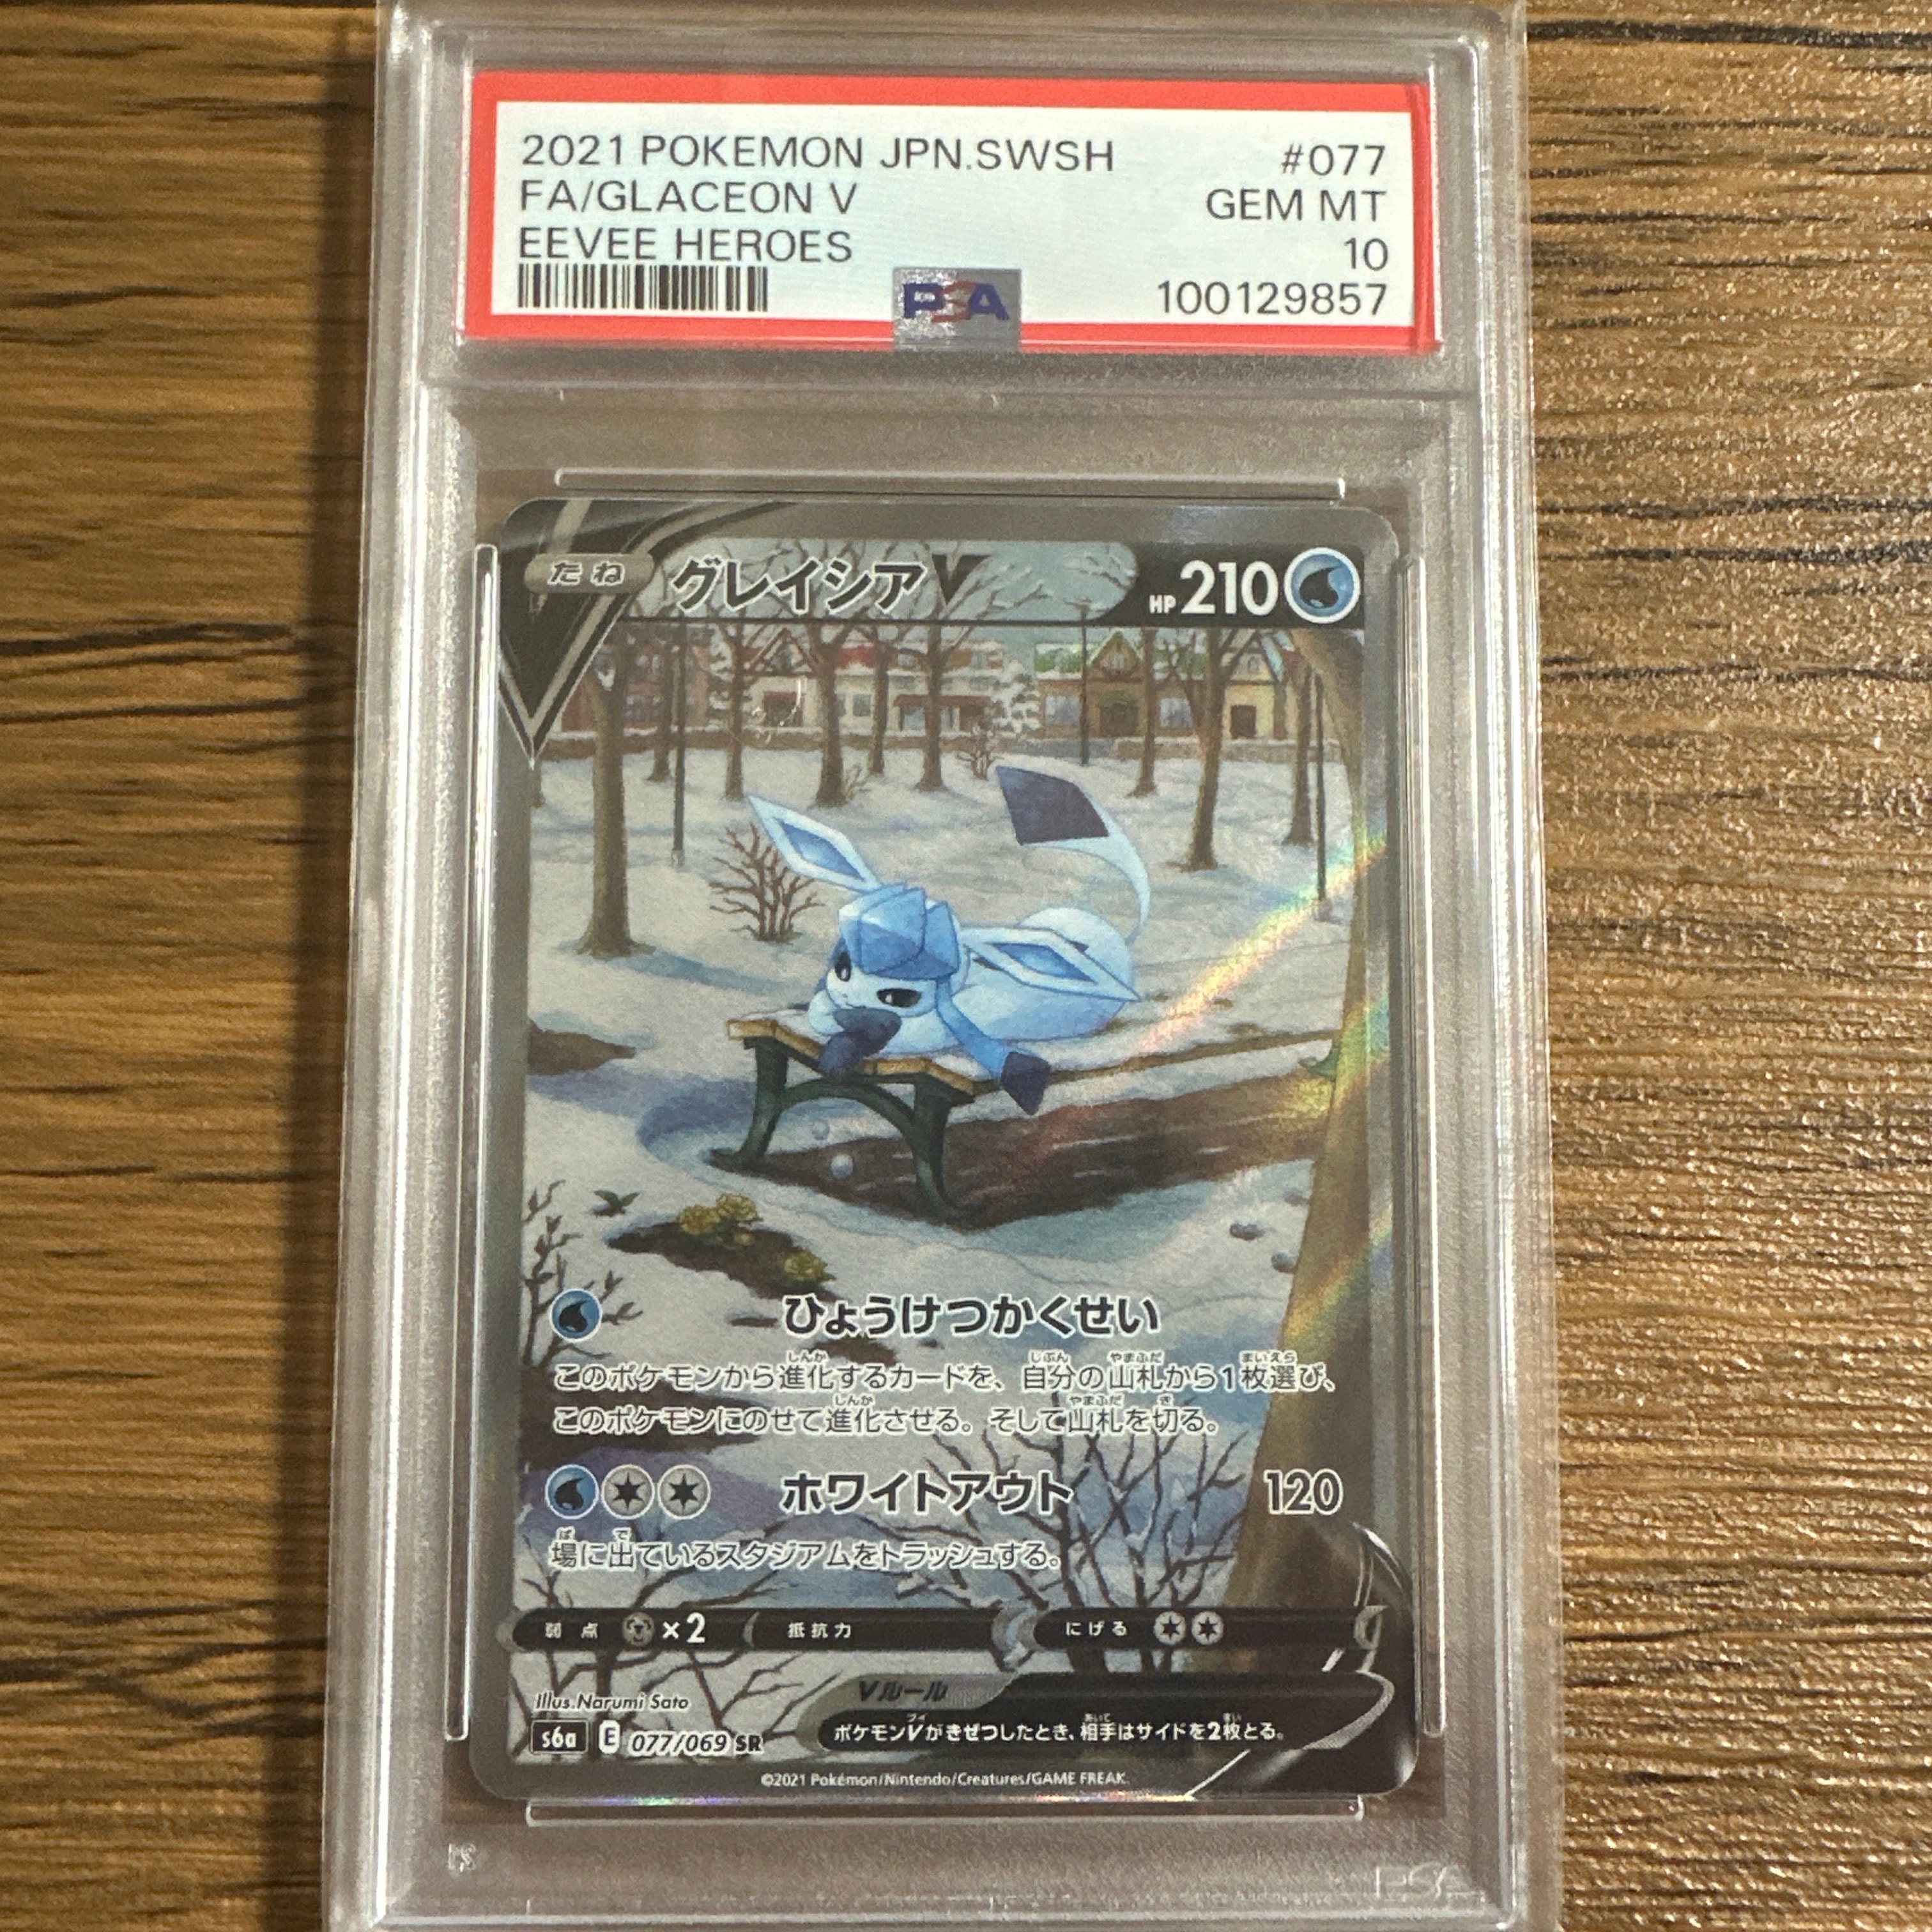 2021 POKEMON JPN.SWSH #077
FA/GLACEON V GEM MT
EEVEE HEROES 10
PSA 100129857
たね グレイシアV HP 210
ひょうけつかくせい
このポケモンから進化するカードを、自分の山札から1枚選び、
このポケモンにのせて進化させる。そして山札を切る。
ホワイトアウト 120
場に出ているスタジアムをトラッシュする。
弱点 ×2 抵抗力 にげる
Illus. Narumi Sato Vルール
s6a E 077/069 SR ポケモンVがきぜつしたとき、相手はサイドを2枚とる。
©2021 Pokémon/Nintendo/Creatures/GAME FREAK.